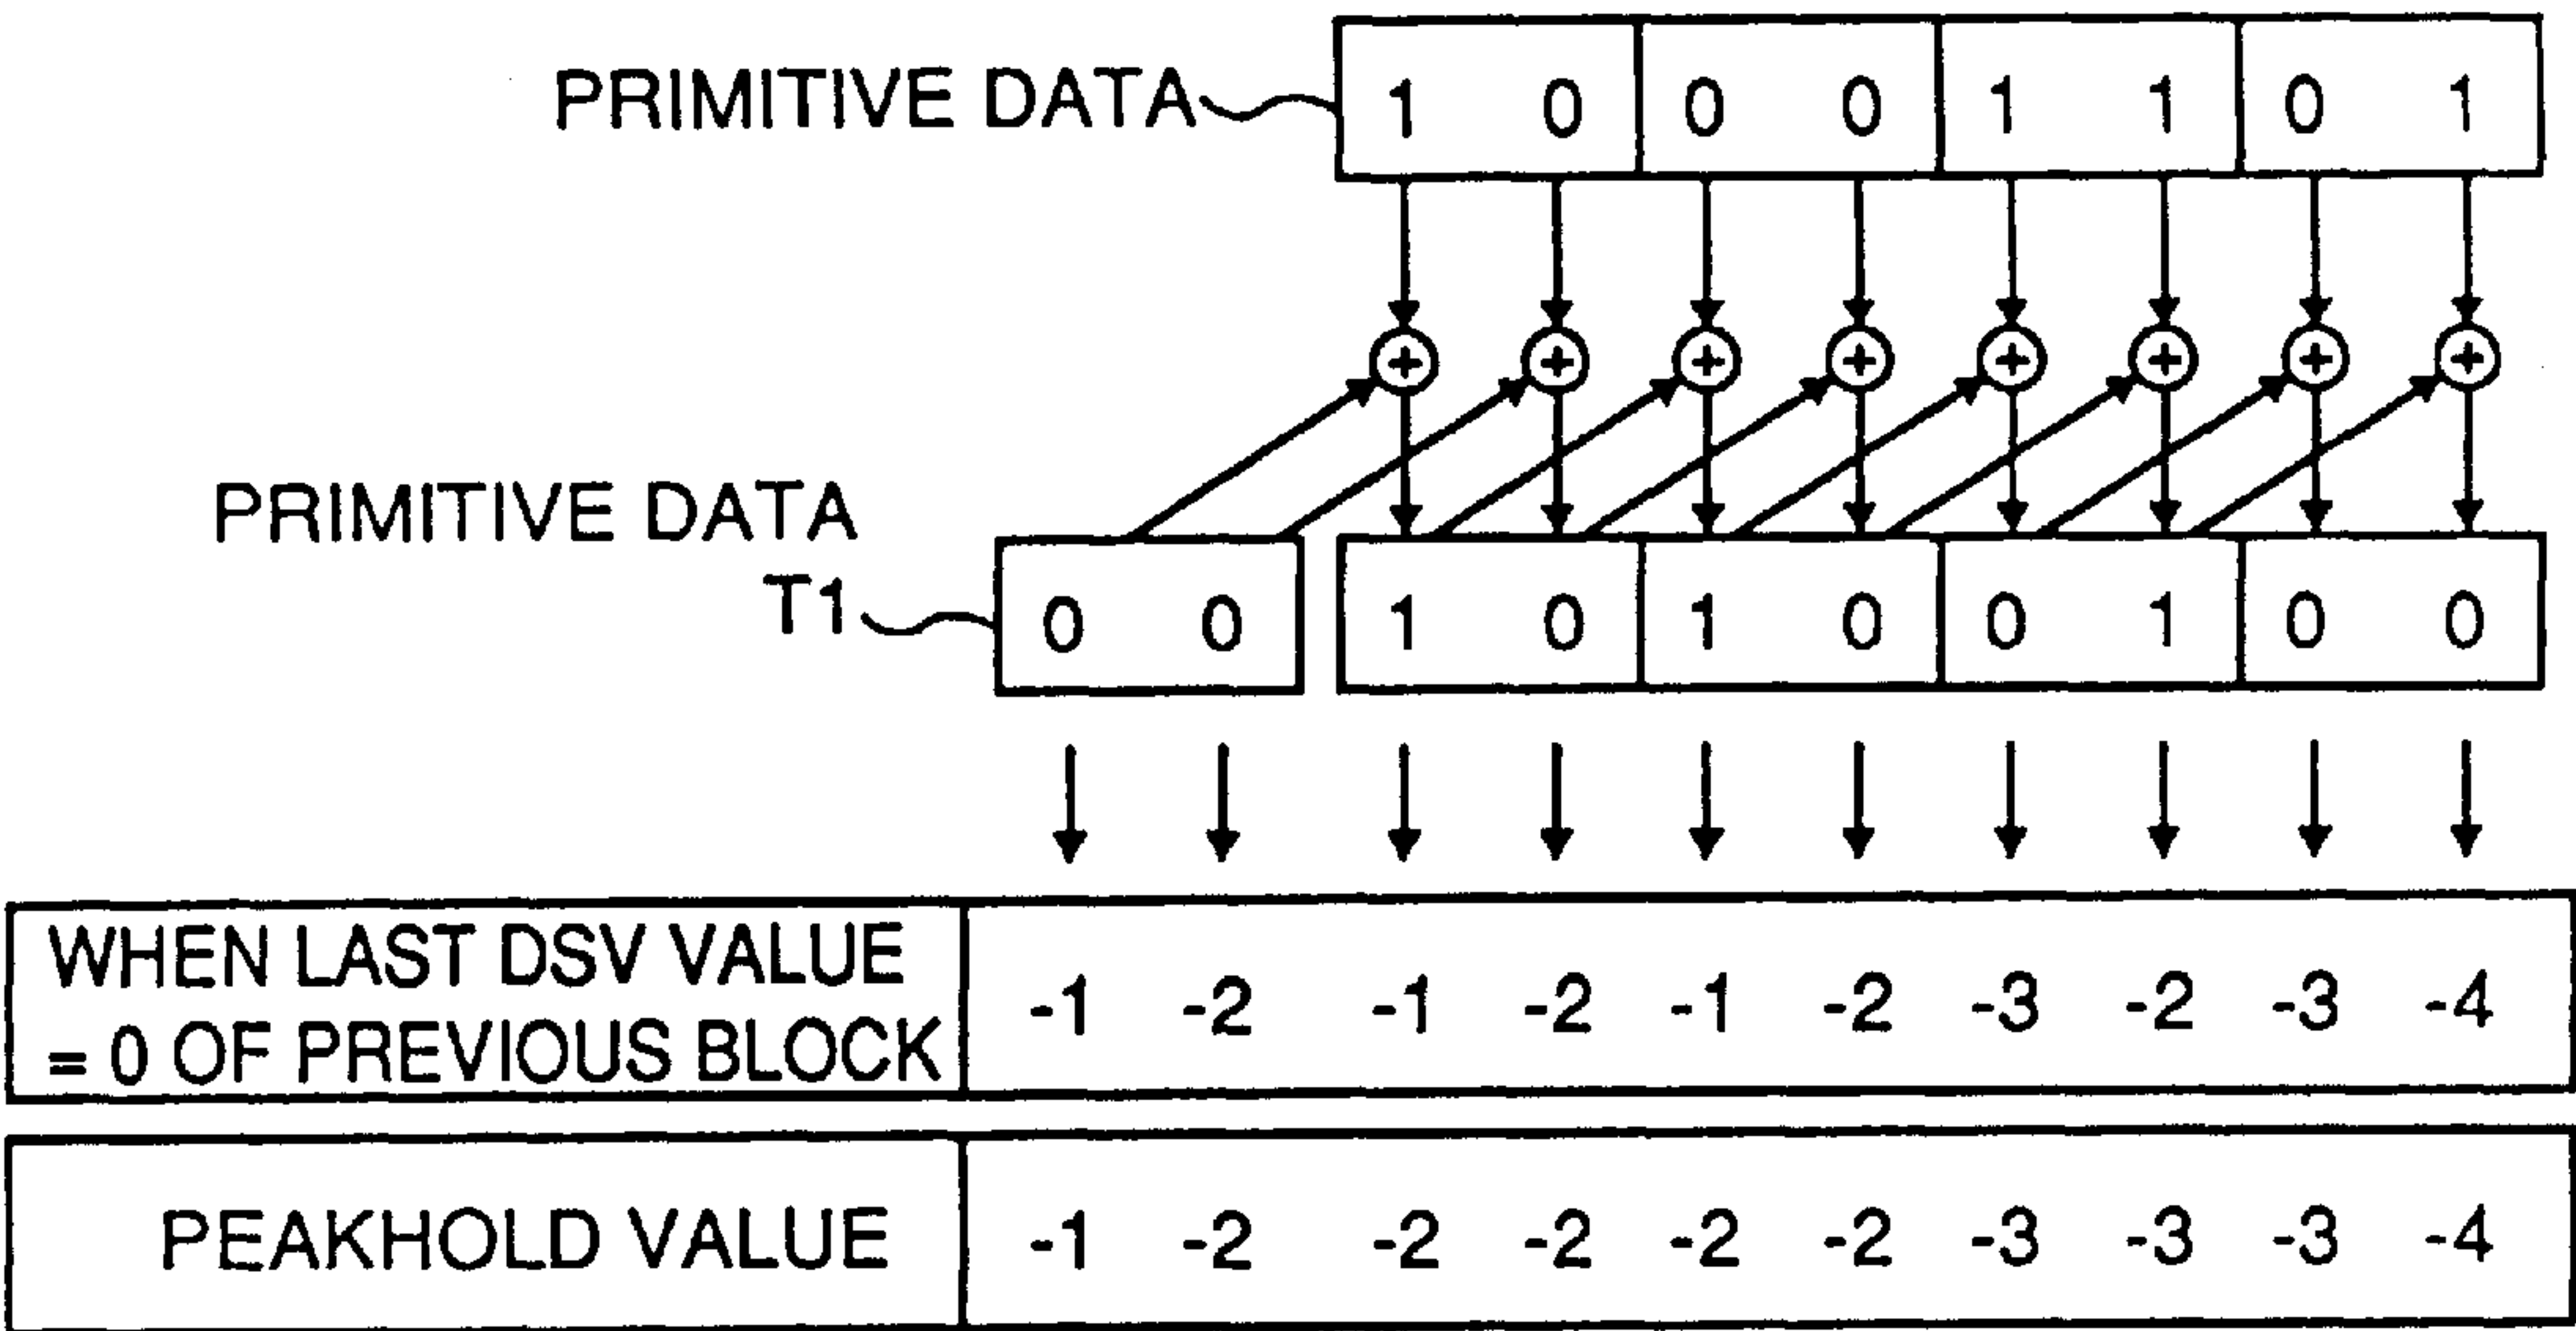 PRIMITIVE DATA 1 0 0 0 1 1 0 1
+ + + + + + + +
PRIMITIVE DATA
T1 0 0 1 0 1 0 0 1 0 0
WHEN LAST DSV VALUE
= 0 OF PREVIOUS BLOCK -1 -2 -1 -2 -1 -2 -3 -2 -3 -4
PEAKHOLD VALUE -1 -2 -2 -2 -2 -2 -3 -3 -3 -4